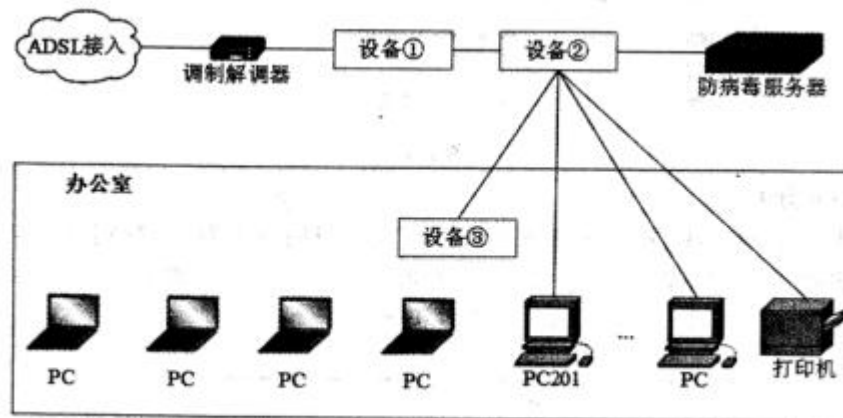 ADSL接入
调制解调器
设备①
设备②
防病毒服务器
办公室
设备③
PC
PC
PC
PC
PC201
...
PC
打印机